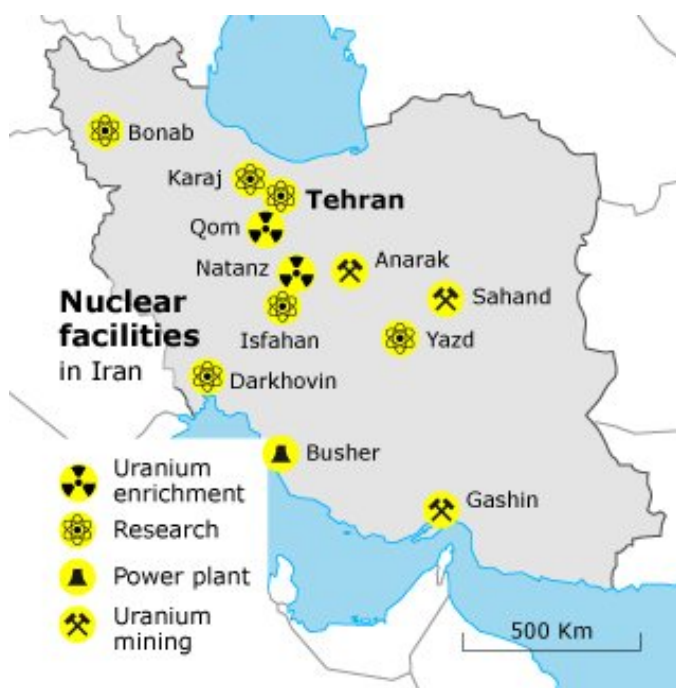 Bonab
Karaj
Tehran
Qom
Natanz
Anarak
Sahand
Nuclear
facilities
in Iran
Isfahan
Yazd
Darkhovin
Busher
Gashin
Uranium
enrichment
Research
Power plant
Uranium
mining
500 Km